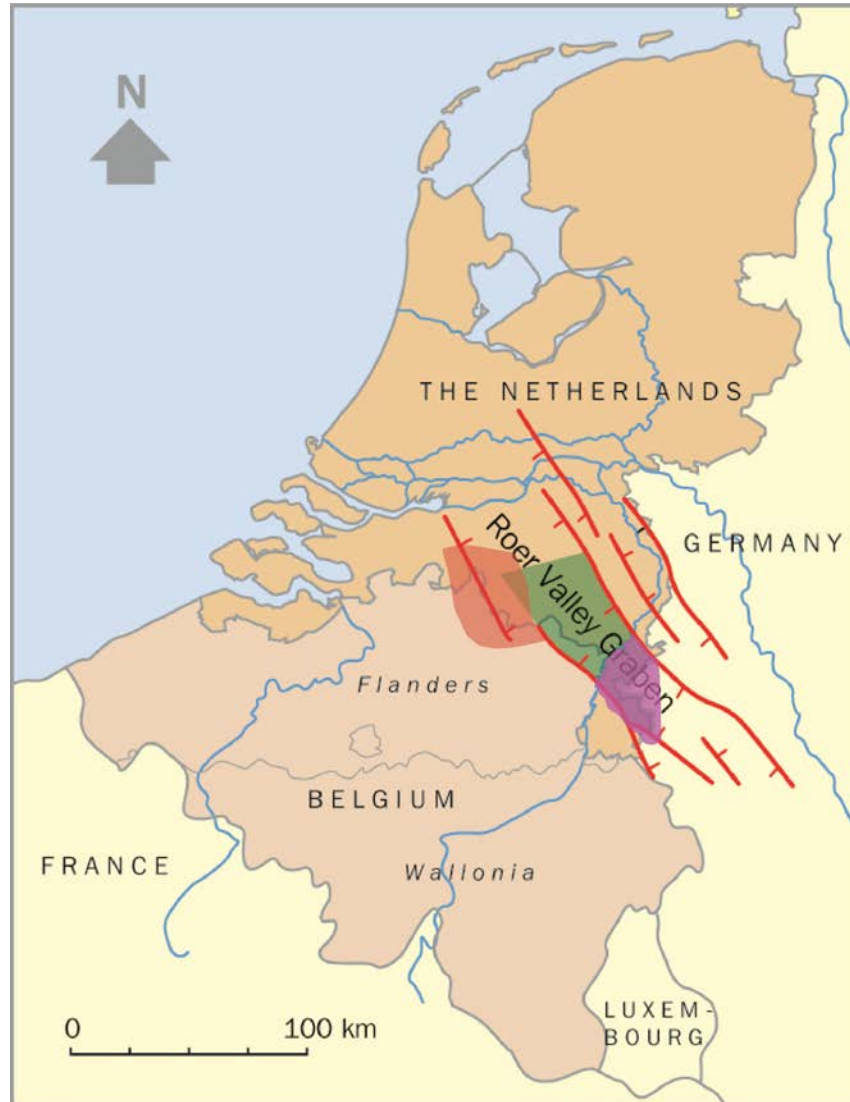 N
THE NETHERLANDS
Roer Valley Graben
GERMANY
Flanders
BELGIUM
FRANCE
Wallonia
LUXEM-
BOURG
0 100 km